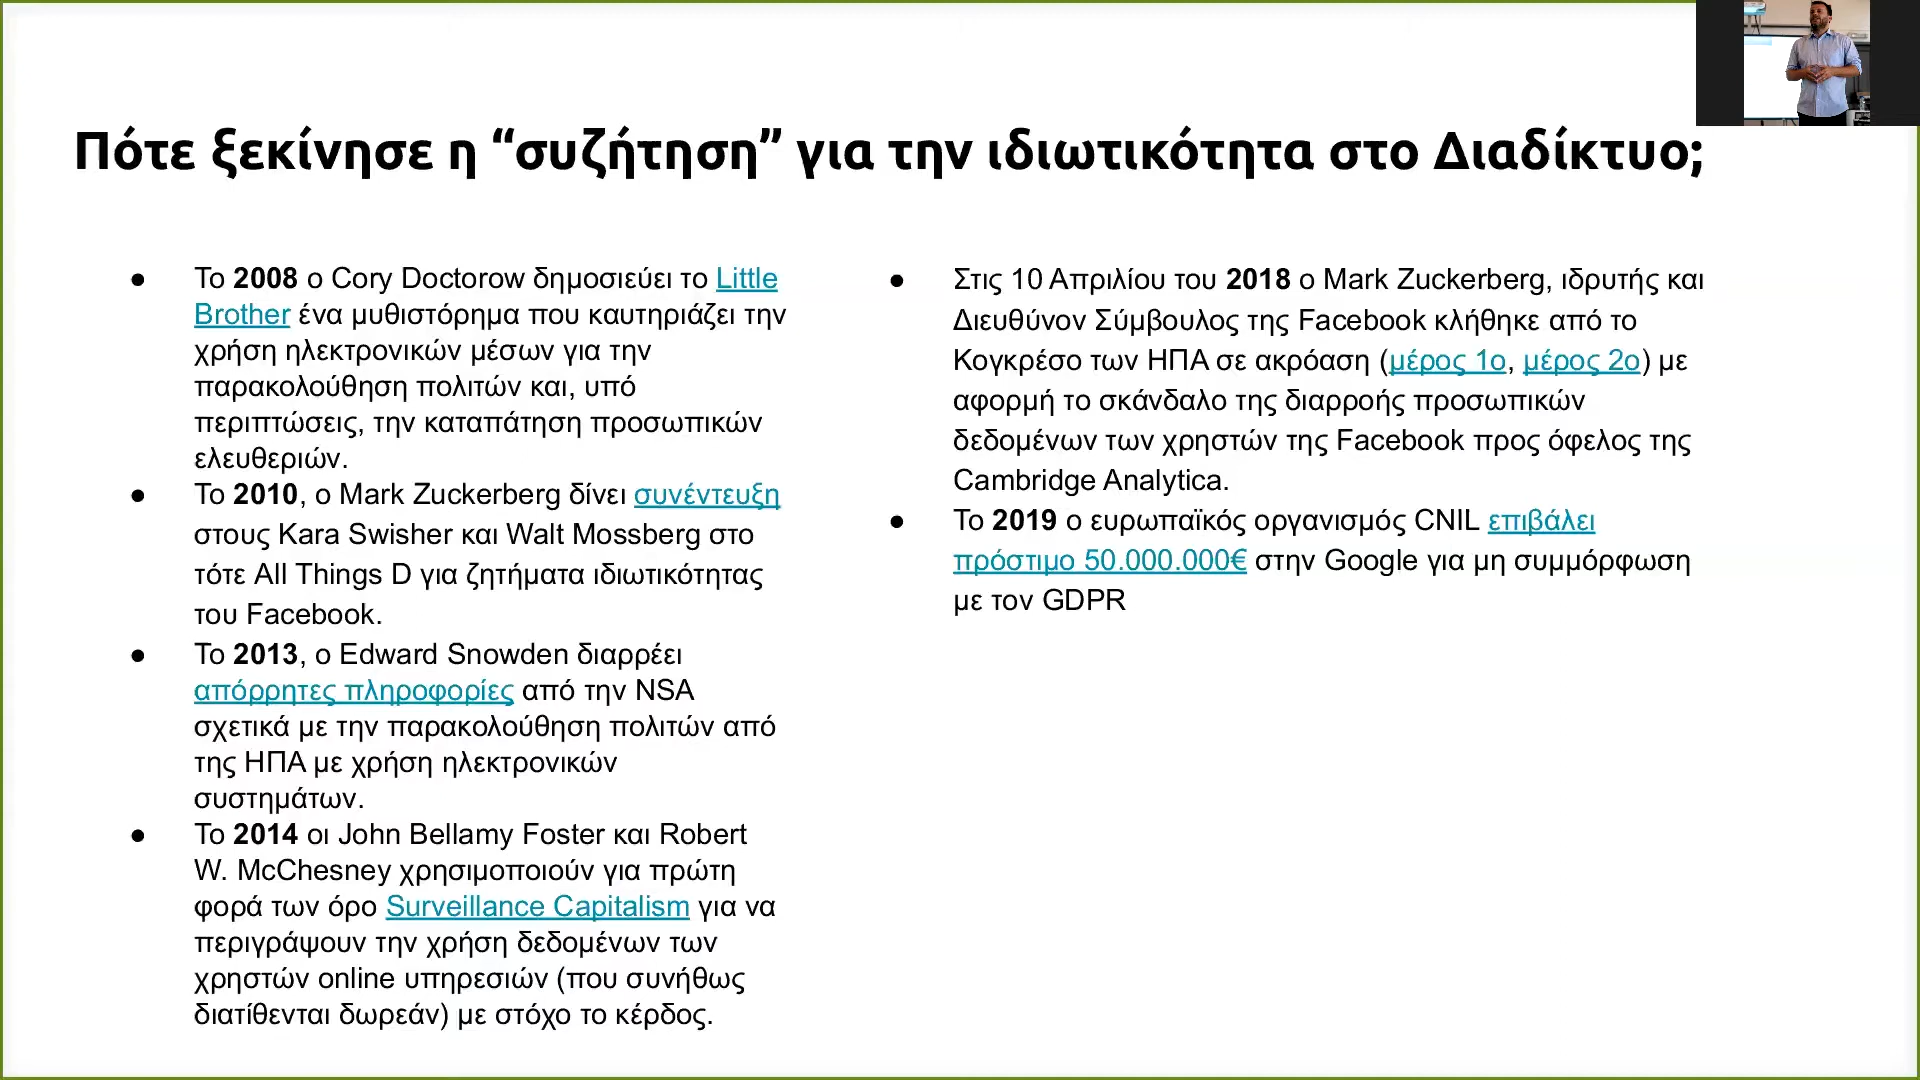 Πότε ξεκίνησε η “συζήτηση” για την ιδιωτικότητα στο Διαδίκτυο;
● Το 2008 ο Cory Doctorow δημοσιεύει το Little
Brother ένα μυθιστόρημα που καυτηριάζει την
χρήση ηλεκτρονικών μέσων για την
παρακολούθηση πολιτών και, υπό
περιπτώσεις, την καταπάτηση προσωπικών
ελευθεριών.
● Το 2010, ο Mark Zuckerberg δίνει συνέντευξη
στους Kara Swisher και Walt Mossberg στο
τότε All Things D για ζητήματα ιδιωτικότητας
του Facebook.
● Το 2013, ο Edward Snowden διαρρέει
απόρρητες πληροφορίες από την NSA
σχετικά με την παρακολούθηση πολιτών από
της ΗΠΑ με χρήση ηλεκτρονικών
συστημάτων.
● Το 2014 οι John Bellamy Foster και Robert
W. McChesney χρησιμοποιούν για πρώτη
φορά των όρο Surveillance Capitalism για να
περιγράψουν την χρήση δεδομένων των
χρηστών online υπηρεσιών (που συνήθως
διατίθενται δωρεάν) με στόχο το κέρδος.
● Στις 10 Απριλίου του 2018 ο Mark Zuckerberg, ιδρυτής και
Διευθύνον Σύμβουλος της Facebook κλήθηκε από το
Κογκρέσο των ΗΠΑ σε ακρόαση (μέρος 1ο, μέρος 2ο) με
αφορμή το σκάνδαλο της διαρροής προσωπικών
δεδομένων των χρηστών της Facebook προς όφελος της
Cambridge Analytica.
● Το 2019 ο ευρωπαϊκός οργανισμός CNIL επιβάλει
πρόστιμο 50.000.000€ στην Google για μη συμμόρφωση
με τον GDPR